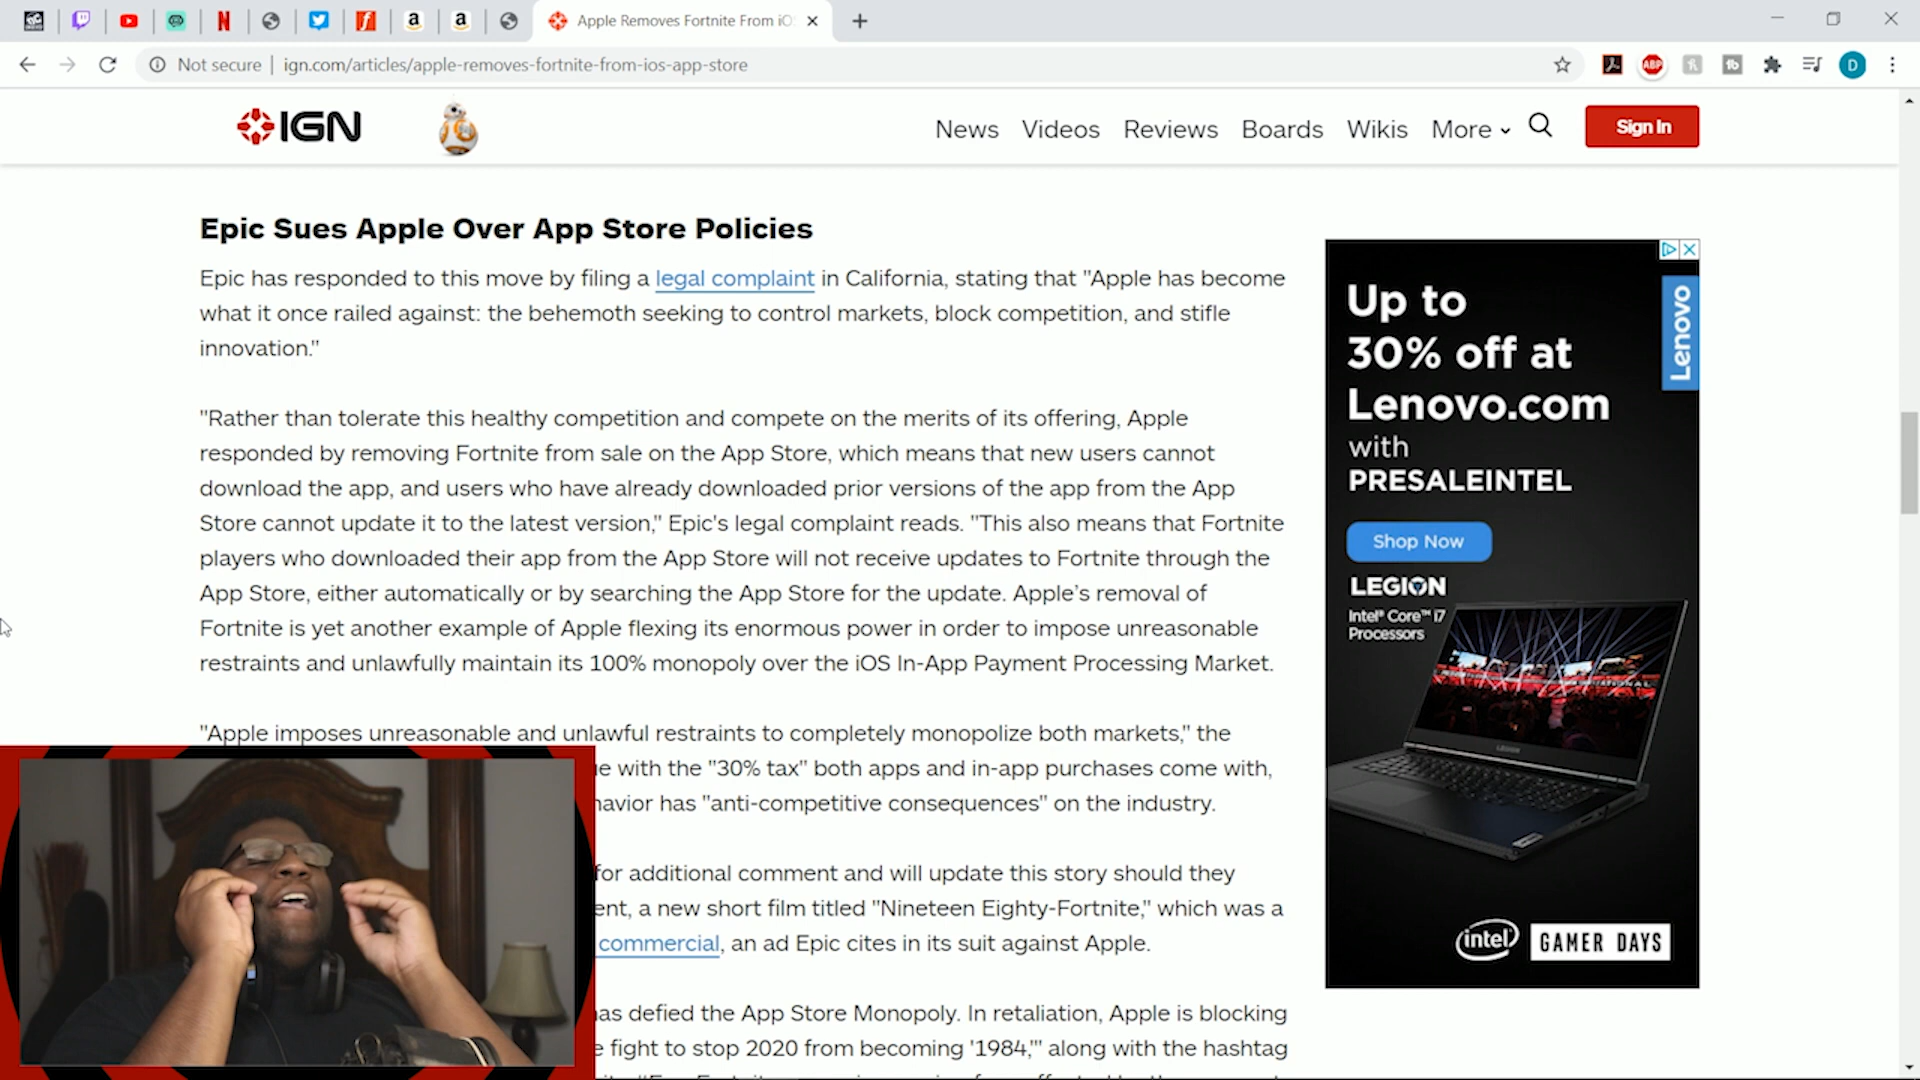 Apple Removes Fortnite From iO
Not secure | ign.com/articles/apple-removes-fortnite-from-ios-app-store
ABP
D
IGN
News Videos Reviews Boards Wikis More
Sign In
Epic Sues Apple Over App Store Policies
Epic has responded to this move by filing a legal complaint in California, stating that "Apple has become
what it once railed against: the behemoth seeking to control markets, block competition, and stifle
innovation."
"Rather than tolerate this healthy competition and compete on the merits of its offering, Apple
responded by removing Fortnite from sale on the App Store, which means that new users cannot
download the app, and users who have already downloaded prior versions of the app from the App
Store cannot update it to the latest version," Epic's legal complaint reads. "This also means that Fortnite
players who downloaded their app from the App Store will not receive updates to Fortnite through the
App Store, either automatically or by searching the App Store for the update. Apple's removal of
Fortnite is yet another example of Apple flexing its enormous power in order to impose unreasonable
restraints and unlawfully maintain its 100% monopoly over the iOS In-App Payment Processing Market.
"Apple imposes unreasonable and unlawful restraints to completely monopolize both markets," the
with the "30% tax" both apps and in-app purchases come with,
has "anti-competitive consequences" on the industry.
for additional comment and will update this story should they
a new short film titled "Nineteen Eighty-Fortnite," which was a
commercial, an ad Epic cites in its suit against Apple.
has defied the App Store Monopoly. In retaliation, Apple is blocking
fight to stop 2020 from becoming '1984,'" along with the hashtag
Up to
30% off at
Lenovo.com
with
PRESALEINTEL
Lenovo
Shop Now
LEGION
Intel® Core™ i7
Processors
LEGION
intel GAMER DAYS